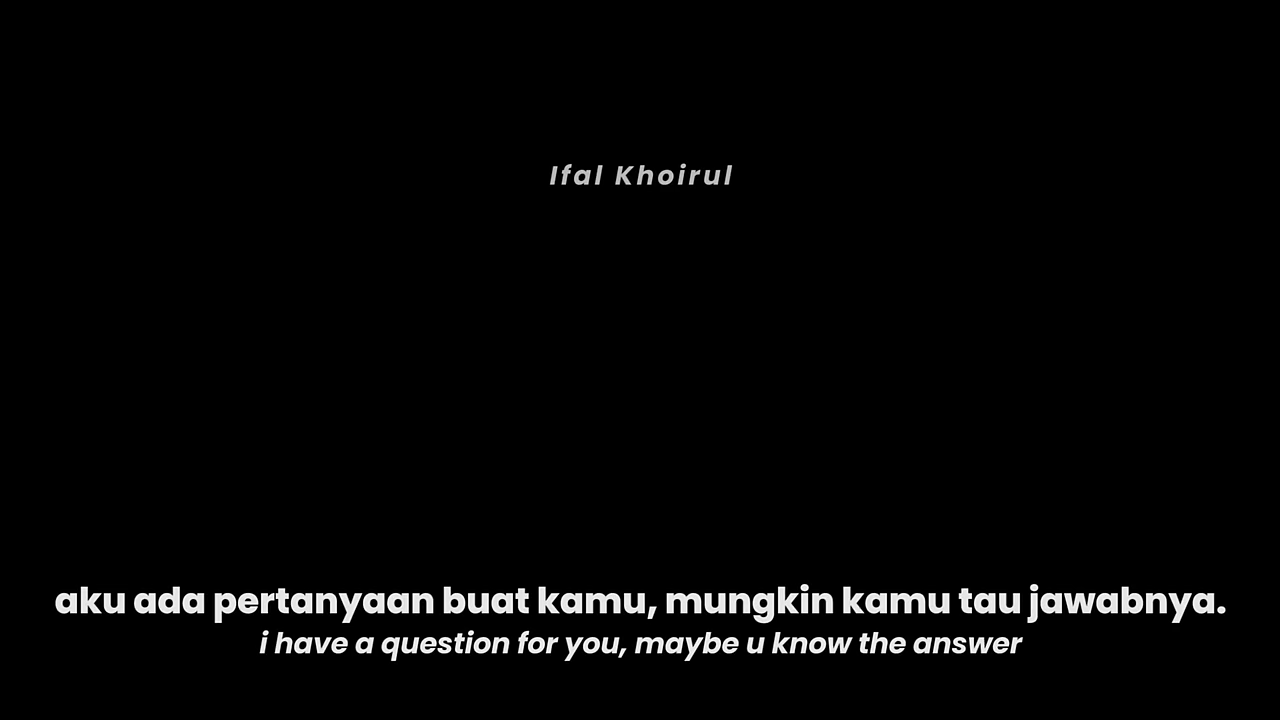 Ifal Khoirul
aku ada pertanyaan buat kamu, mungkin kamu tau jawabnya.
i have a question for you, maybe u know the answer